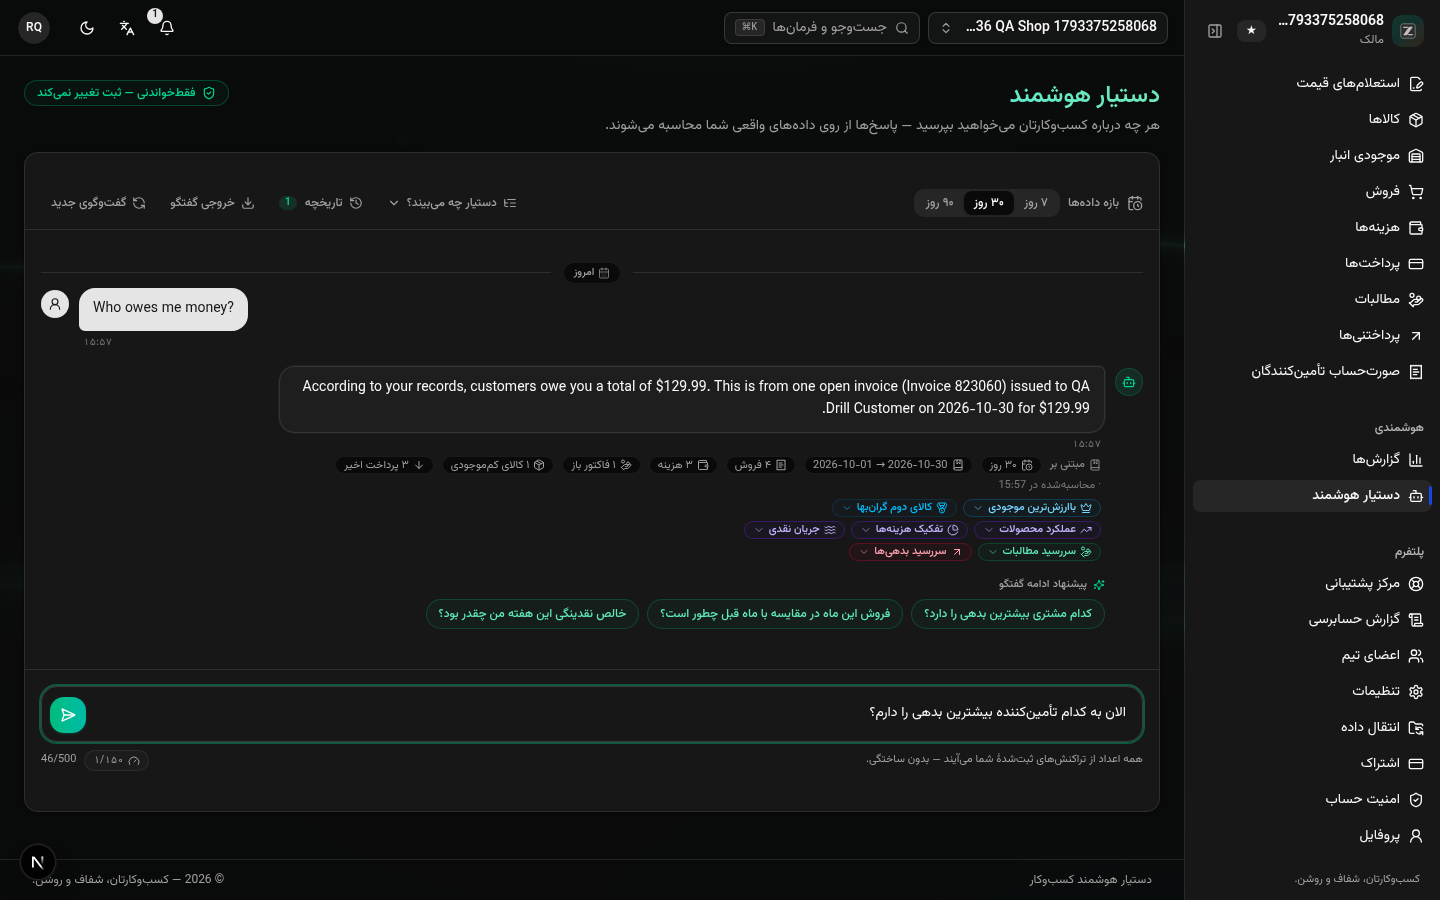 ...793375258068
مالک
استعلام‌های قیمت
کالاها
موجودی انبار
فروش
هزینه‌ها
پرداخت‌ها
مطالبات
پرداختنی‌ها
صورت‌حساب تأمین‌کنندگان
هوشمندی
گزارش‌ها
دستیار هوشمند
پلتفرم
مرکز پشتیبانی
گزارش حسابرسی
اعضای تیم
تنظیمات
انتقال داده
اشتراک
امنیت حساب
پروفایل
کسب‌وکارتان، شفاف و روشن.
...36 QA Shop 1793375258068
جست‌وجو و فرمان‌ها
⌘K
1
RQ
دستیار هوشمند
هر چه درباره کسب‌وکارتان می‌خواهید بپرسید — پاسخ‌ها از روی داده‌های واقعی شما محاسبه می‌شوند.
فقط‌خواندنی — ثبت تغییر نمی‌کند
بازه داده‌ها
۷ روز
۳۰ روز
۹۰ روز
دستیار چه می‌بیند؟
تاریخچه 1
خروجی گفتگو
گفت‌وگوی جدید
امروز
Who owes me money?
۱۵:۵۷
According to your records, customers owe you a total of $129.99. This is from one open invoice (Invoice 823060) issued to QA
.Drill Customer on 2026-10-30 for $129.99
۱۵:۵۷
مبتنی بر
۳۰ روز
2026-10-01 → 2026-10-30
۴ فروش
۳ هزینه
۱ فاکتور باز
۱ کالای کم‌موجودی
۳ پرداخت اخیر
· محاسبه‌شده در 15:57
باارزش‌ترین موجودی
کالای دوم گران‌بها
عملکرد محصولات
تفکیک هزینه‌ها
جریان نقدی
سررسید مطالبات
سررسید بدهی‌ها
پیشنهاد ادامه گفتگو
کدام مشتری بیشترین بدهی را دارد؟
فروش این ماه در مقایسه با ماه قبل چطور است؟
خالص نقدینگی این هفته من چقدر بود؟
الان به کدام تأمین‌کننده بیشترین بدهی را دارم؟
همه اعداد از تراکنش‌های ثبت‌شدهٔ شما می‌آیند — بدون ساختگی.
۱/۱۵۰
46/500
دستیار هوشمند کسب‌وکار
© 2026 — کسب‌وکارتان، شفاف و روشن.
N